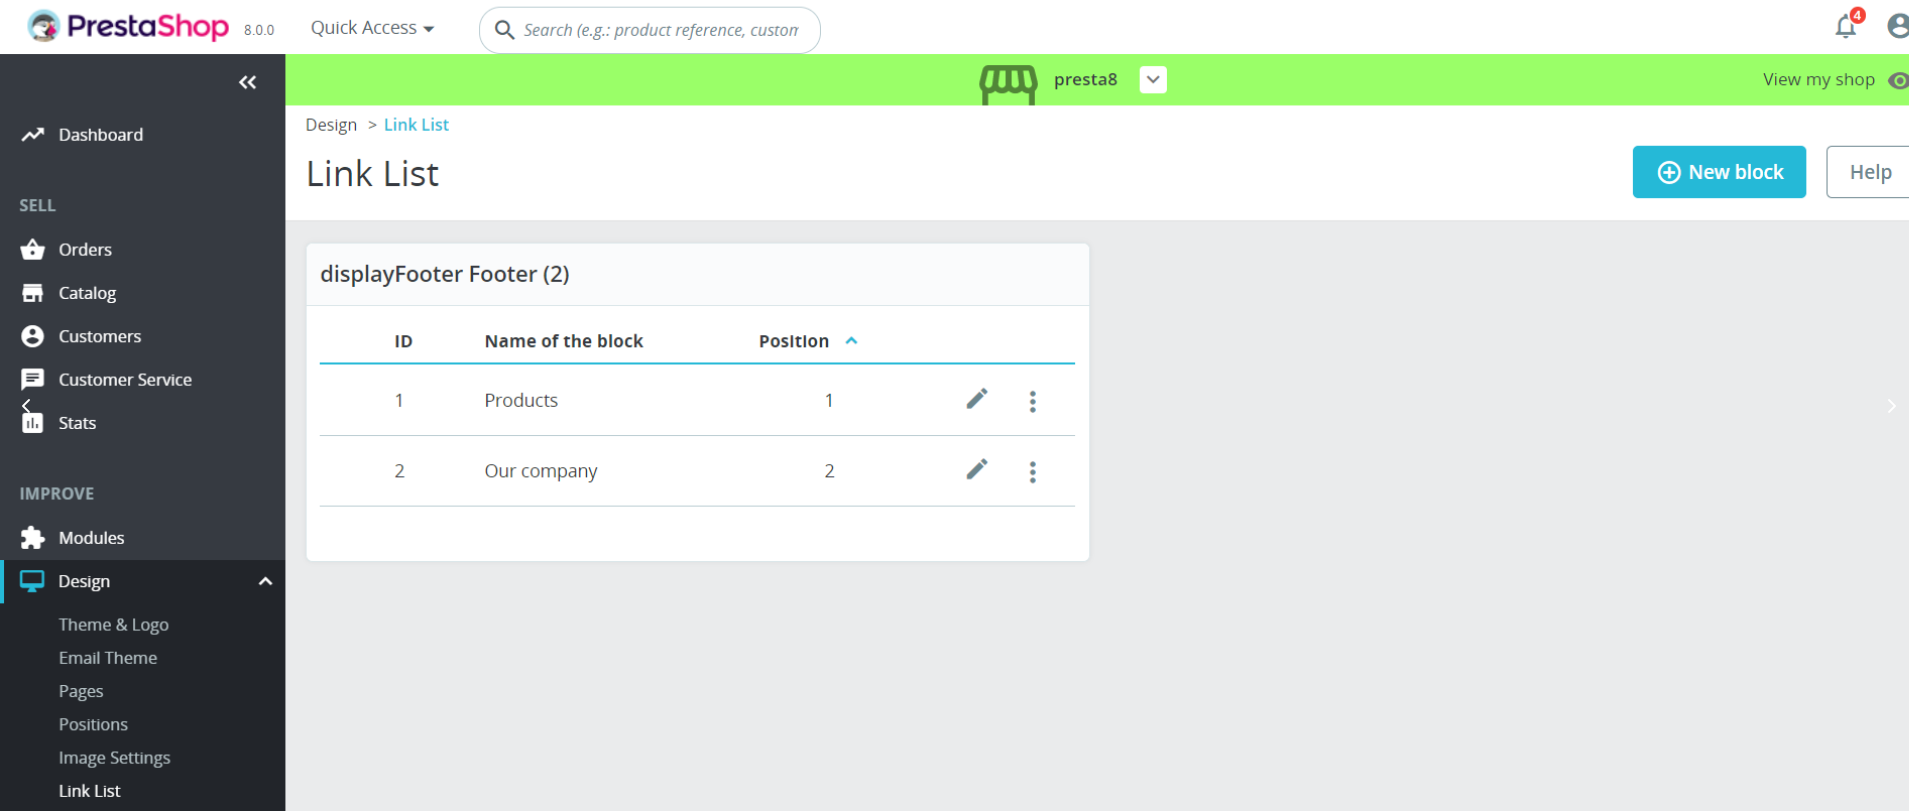 PrestaShop 8.0.0 Quick Access Search (e.g.: product reference, custom 4
presta8 View my shop
Design > Link List
Link List
New block Help
Dashboard
SELL
Orders
Catalog
Customers
Customer Service
Stats
IMPROVE
Modules
Design
Theme & Logo
Email Theme
Pages
Positions
Image Settings
Link List
displayFooter Footer (2)
ID Name of the block Position
1 Products 1
2 Our company 2